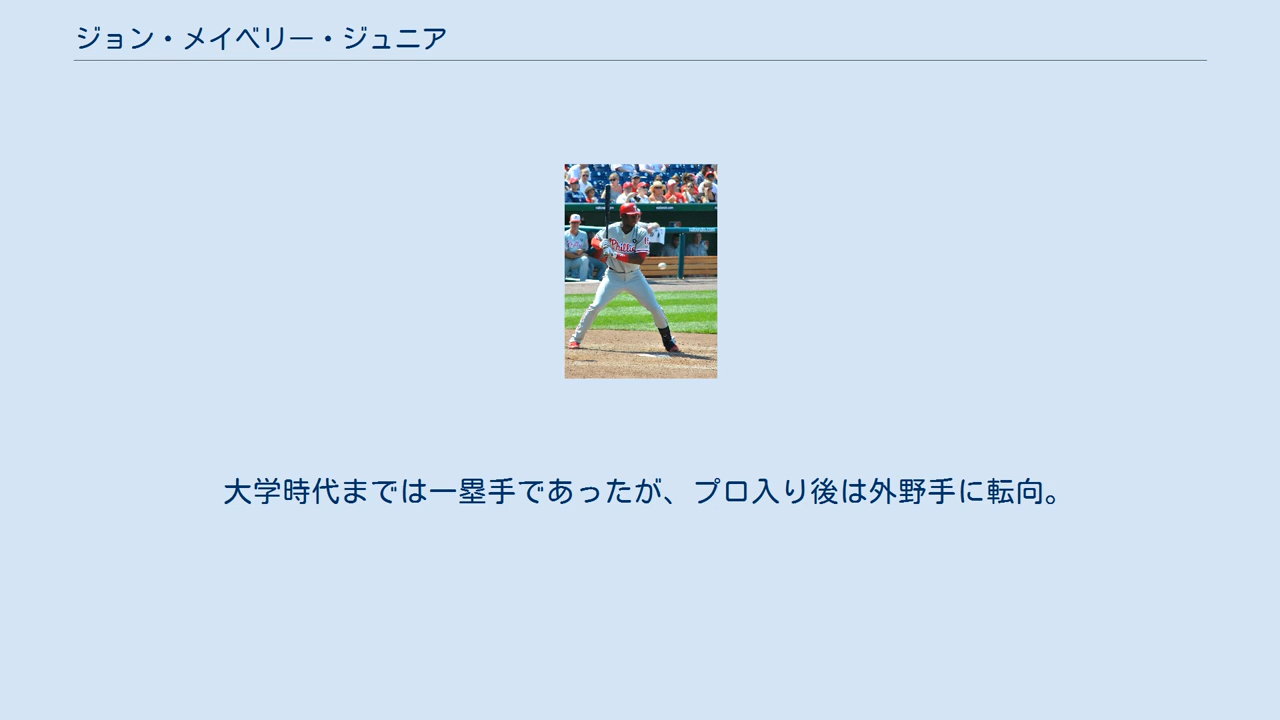 ジョン・メイベリー・ジュニア
Phillies
大学時代までは一塁手であったが、プロ入り後は外野手に転向。